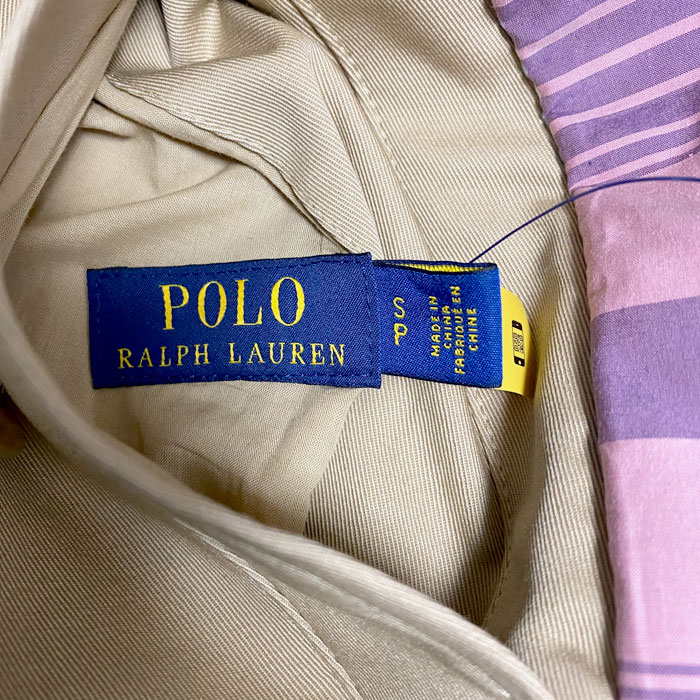 POLO
RALPH LAUREN
S
P
MADE IN
CHINA
FABRIQUÉ EN
CHINE